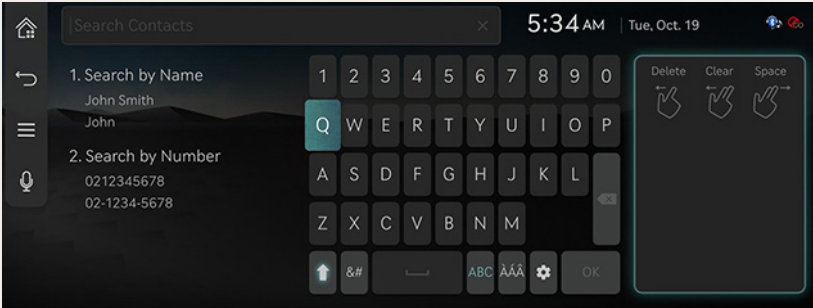 Search Contacts
5:34 AM
Tue, Oct. 19
1. Search by Name
John Smith
John
2. Search by Number
0212345678
02-1234-5678
1 2 3 4 5 6 7 8 9 0
Q W E R T Y U I O P
A S D F G H J K L
Z X C V B N M
&# ABC ÀÁÂ OK
Delete Clear Space